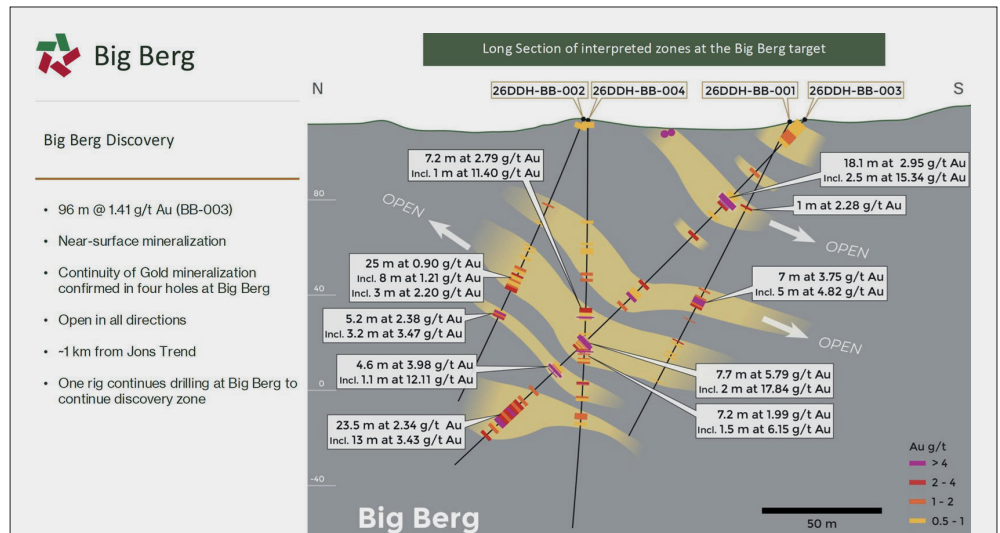 Big Berg
Long Section of interpreted zones at the Big Berg target
N
S
26DDH-BB-002
26DDH-BB-004
26DDH-BB-001
26DDH-BB-003
Big Berg Discovery
• 96 m @ 1.41 g/t Au (BB-003)
• Near-surface mineralization
• Continuity of Gold mineralization
confirmed in four holes at Big Berg
• Open in all directions
• ~1 km from Jons Trend
• One rig continues drilling at Big Berg to
continue discovery zone
7.2 m at 2.79 g/t Au
Incl. 1 m at 11.40 g/t Au
18.1 m at 2.95 g/t Au
Incl. 2.5 m at 15.34 g/t Au
1 m at 2.28 g/t Au
80
OPEN
OPEN
25 m at 0.90 g/t Au
Incl. 8 m at 1.21 g/t Au
Incl. 3 m at 2.20 g/t Au
7 m at 3.75 g/t Au
Incl. 5 m at 4.82 g/t Au
40
5.2 m at 2.38 g/t Au
Incl. 3.2 m at 3.47 g/t Au
OPEN
4.6 m at 3.98 g/t Au
Incl. 1.1 m at 12.11 g/t Au
7.7 m at 5.79 g/t Au
Incl. 2 m at 17.84 g/t Au
0
7.2 m at 1.99 g/t Au
Incl. 1.5 m at 6.15 g/t Au
23.5 m at 2.34 g/t Au
Incl. 13 m at 3.43 g/t Au
-40
Au g/t
> 4
2 - 4
1 - 2
0.5 - 1
Big Berg
50 m